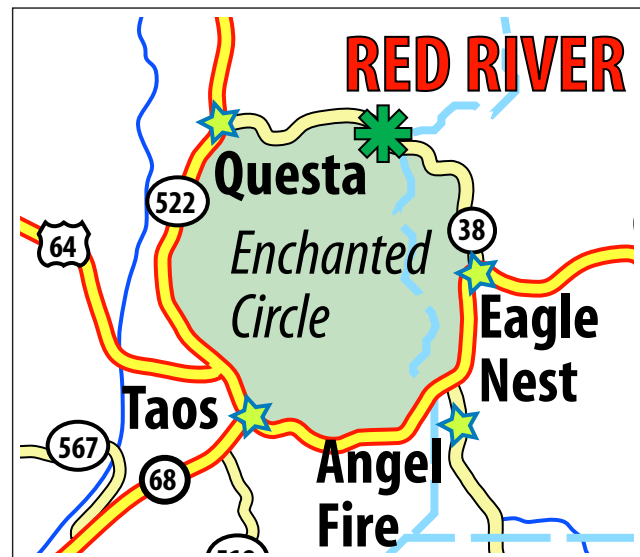 RED RIVER
Questa
522
38
64
Enchanted
Circle
Eagle
Nest
Taos
567
68
Angel
Fire